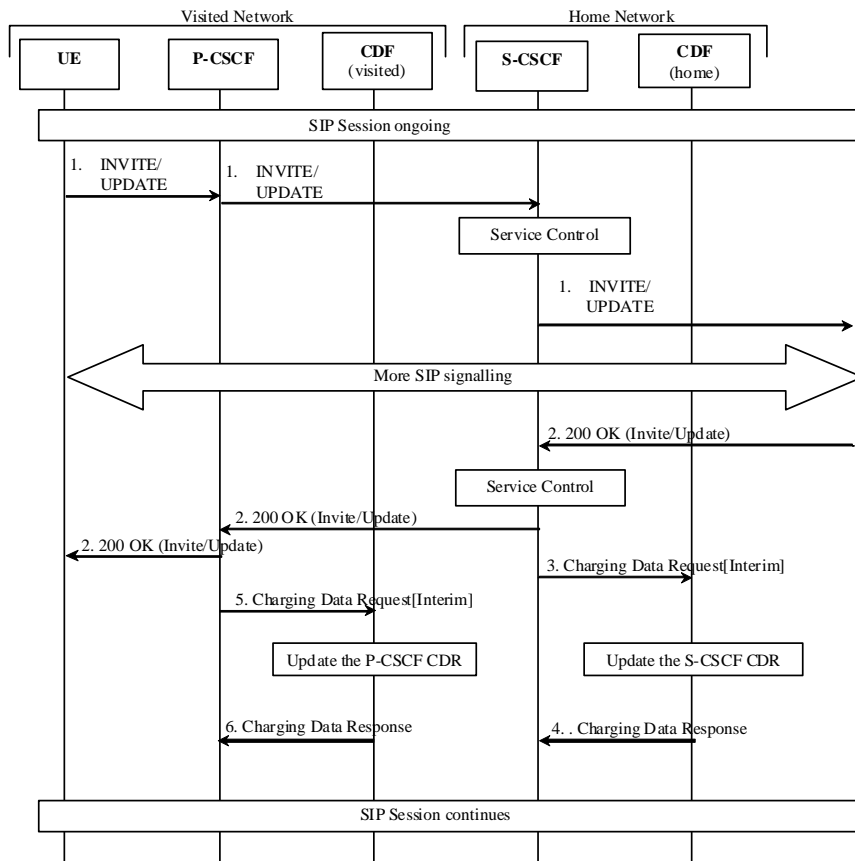 Visited Network
Home Network
UE
P-CSCF
CDF
(visited)
S-CSCF
CDF
(home)
SIP Session ongoing
1. INVITE/
UPDATE
1. INVITE/
UPDATE
Service Control
1. INVITE/
UPDATE
More SIP signalling
2. 200 OK (Invite/Update)
Service Control
2. 200 OK (Invite/Update)
2. 200 OK (Invite/Update)
3. Charging Data Request[Interim]
5. Charging Data Request[Interim]
Update the P-CSCF CDR
Update the S-CSCF CDR
6. Charging Data Response
4. . Charging Data Response
SIP Session continues